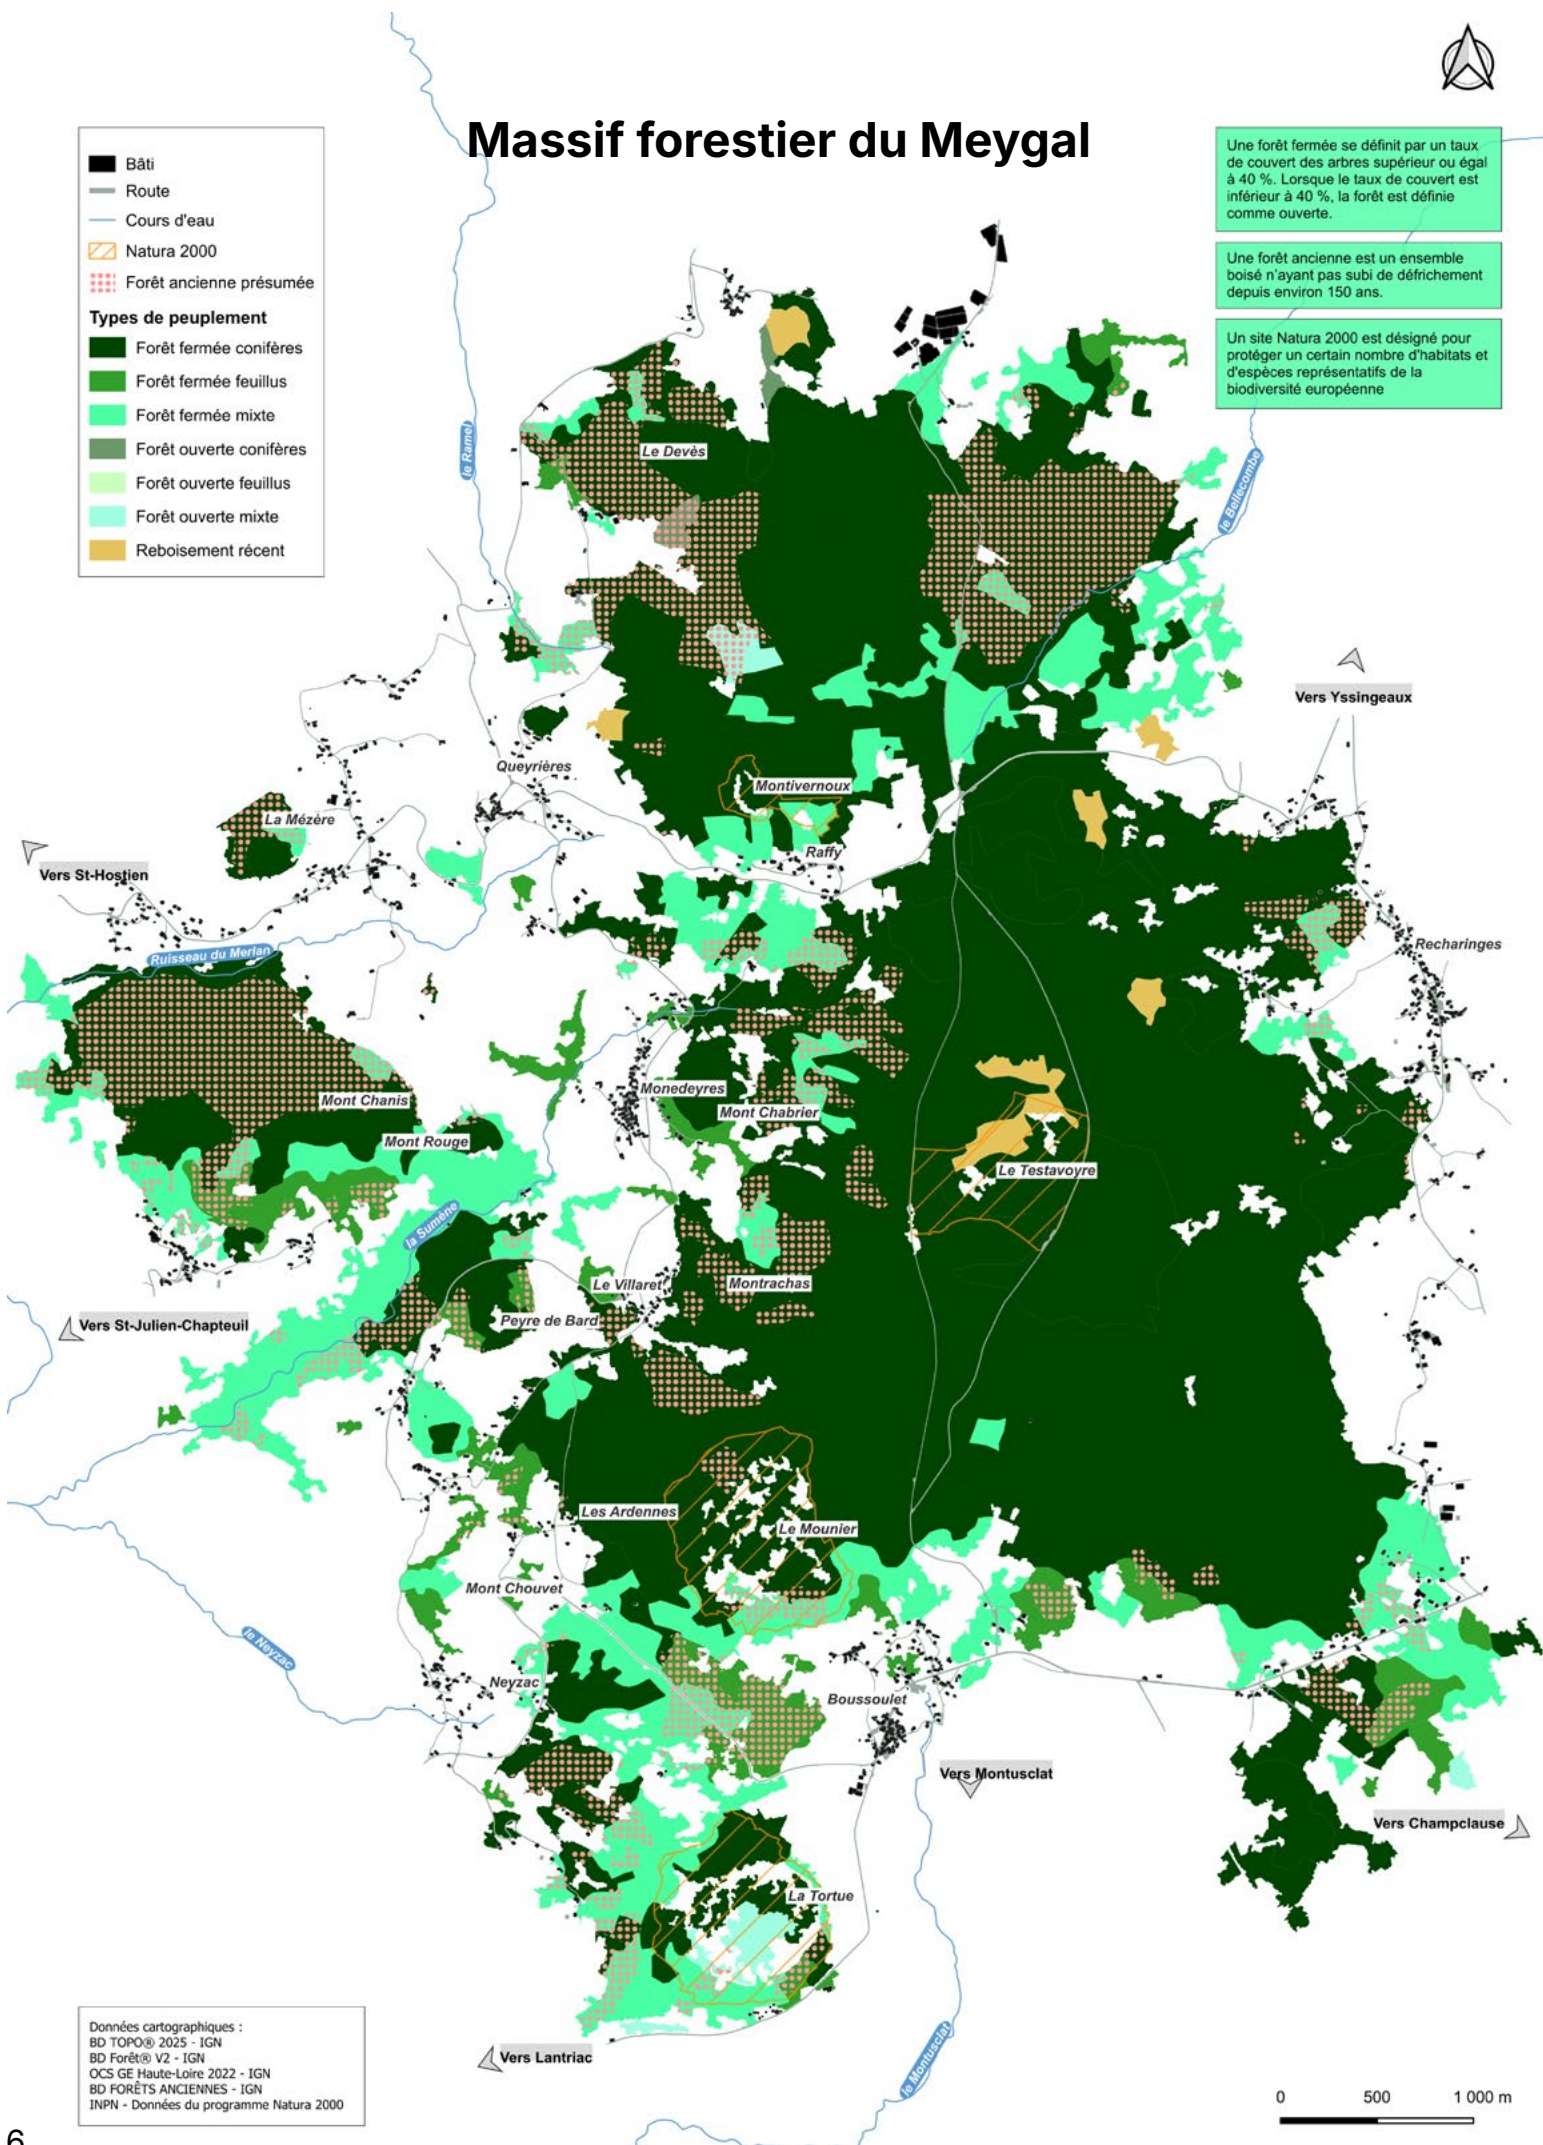 Massif forestier du Meygal
Bâti
Route
Cours d'eau
Natura 2000
Forêt ancienne présumée
Types de peuplement
Forêt fermée conifères
Forêt fermée feuillus
Forêt fermée mixte
Forêt ouverte conifères
Forêt ouverte feuillus
Forêt ouverte mixte
Reboisement récent
Une forêt fermée se définit par un taux
de couvert des arbres supérieur ou égal
à 40 %. Lorsque le taux de couvert est
inférieur à 40 %, la forêt est définie
comme ouverte.
Une forêt ancienne est un ensemble
boisé n'ayant pas subi de défrichement
depuis environ 150 ans.
Un site Natura 2000 est désigné pour
protéger un certain nombre d'habitats et
d'espèces représentatifs de la
biodiversité européenne
le Ramel
Le Devès
le Bellecombe
Vers Yssingeaux
Queyrières
Montivernoux
La Mézère
Raffy
Vers St-Hostien
Recharinges
Ruisseau du Merlan
Monedeyres
Mont Chanis
Mont Chabrier
Mont Rouge
Le Testavoyre
la Sumène
Le Villaret
Montrachas
Vers St-Julien-Chapteuil
Peyre de Bard
Les Ardennes
Le Mounier
Mont Chouvet
le Neyzac
Neyzac
Boussoulet
Vers Montusclat
Vers Champclause
La Tortue
Vers Lantriac
le Montusclat
Données cartographiques :
BD TOPO® 2025 - IGN
BD Forêt® V2 - IGN
OCS GE Haute-Loire 2022 - IGN
BD FORÊTS ANCIENNES - IGN
INPN - Données du programme Natura 2000
0 500 1 000 m
6